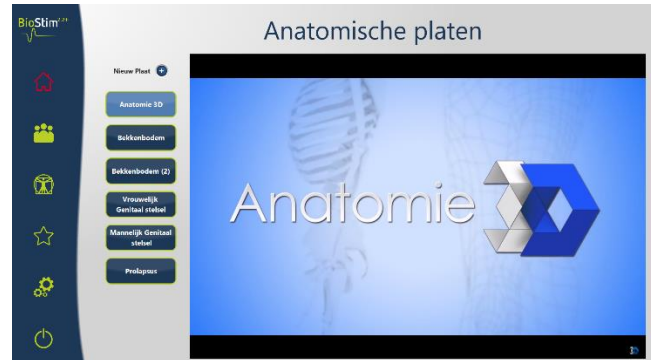 BioStim
Anatomische platen
Nieuw Plaat
Anatomie 3D
Bekkenbodem
Bekkenbodem (2)
Vrouwelijk
Genitaal stelsel
Mannelijk Genitaal
stelsel
Prolapsus
Anatomie